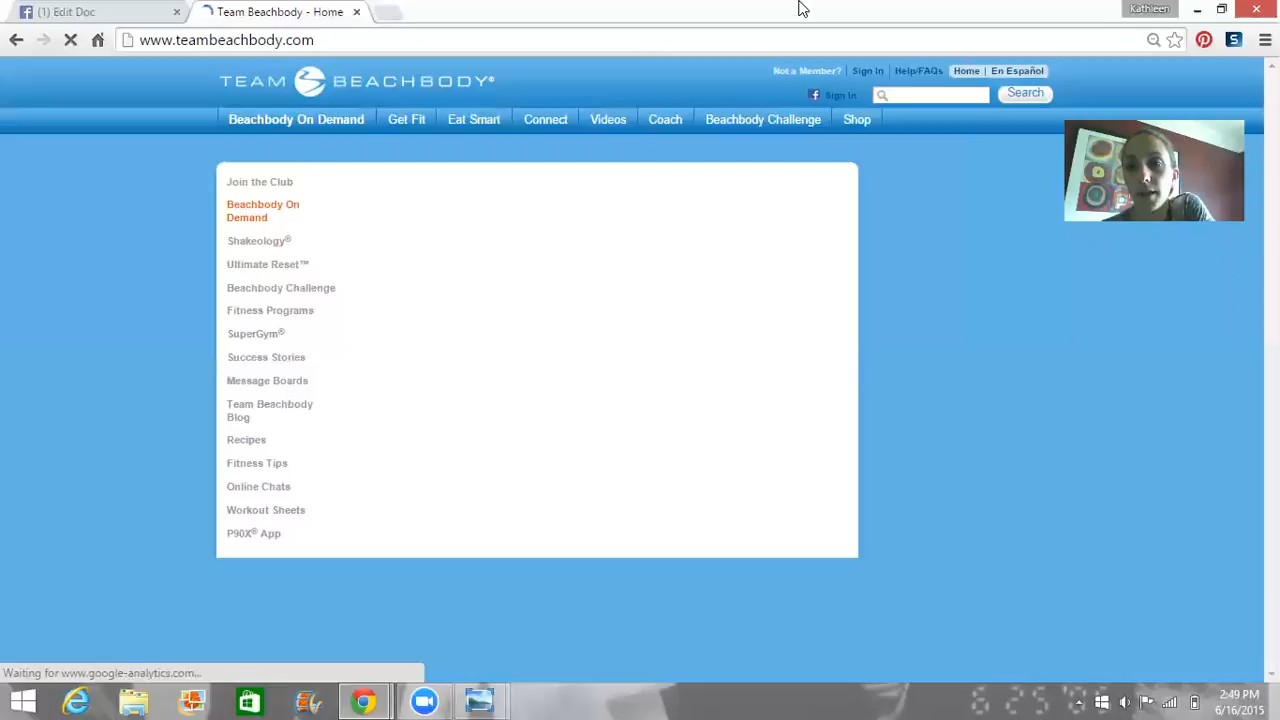 (1) Edit Doc
Team Beachbody - Home
Kathleen
www.teambeachbody.com
TEAM BEACHBODY®
Not a Member? Sign In Help/FAQs Home | En Español
Sign In Search
Beachbody On Demand Get Fit Eat Smart Connect Videos Coach Beachbody Challenge Shop
Join the Club
Beachbody On
Demand
Shakeology®
Ultimate Reset™
Beachbody Challenge
Fitness Programs
SuperGym®
Success Stories
Message Boards
Team Beachbody
Blog
Recipes
Fitness Tips
Online Chats
Workout Sheets
P90X® App
Waiting for www.google-analytics.com...
2:49 PM
6/16/2015